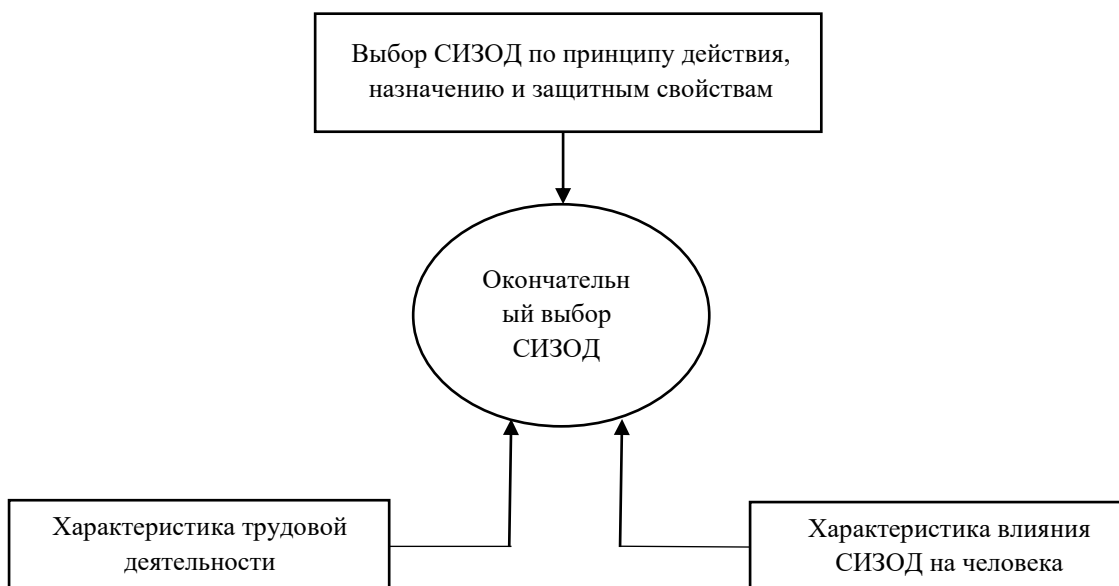 Выбор СИЗОД по принципу действия,
назначению и защитным свойствам
Окончательн
ый выбор
СИЗОД
Характеристика трудовой
деятельности
Характеристика влияния
СИЗОД на человека